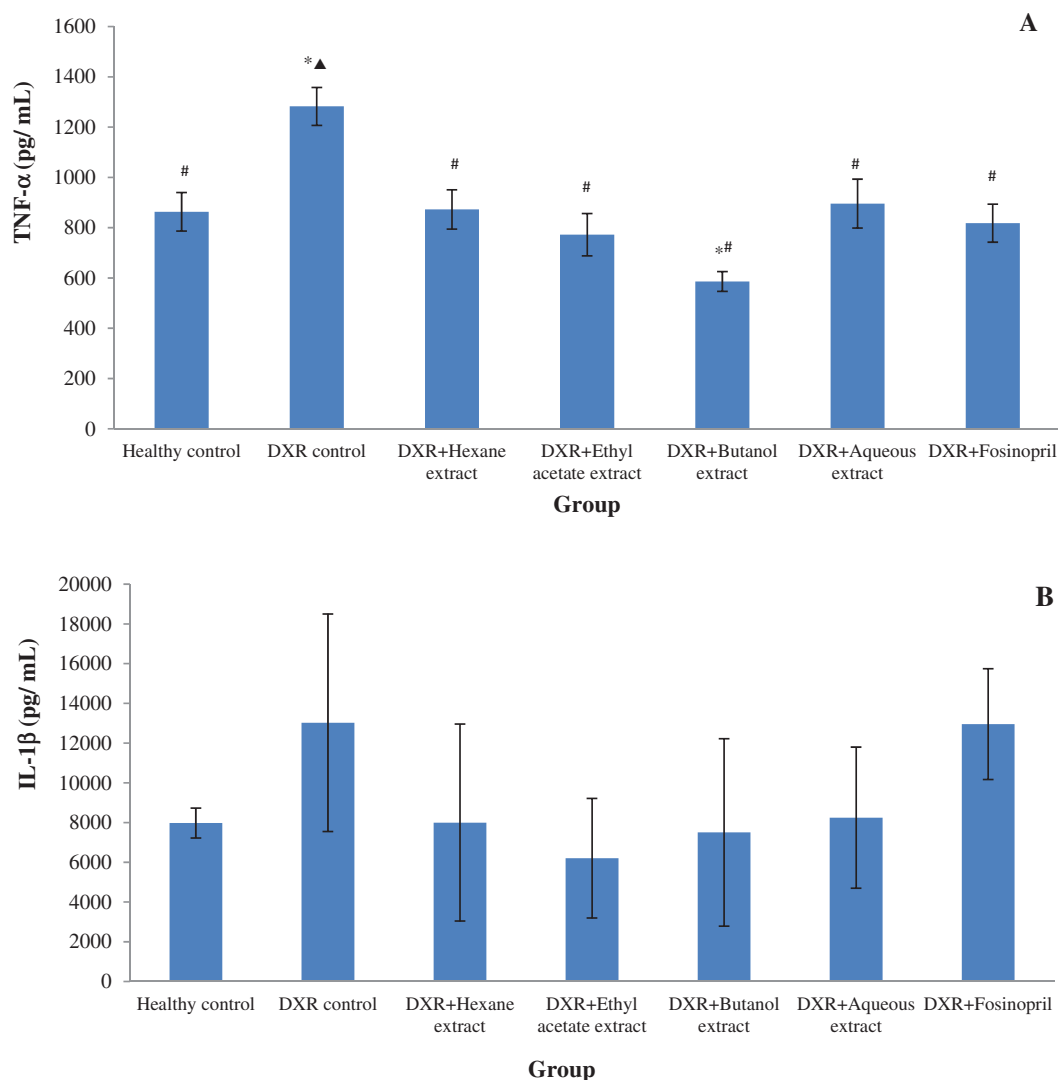 A
1600
1400
1200
1000
800
600
400
200
0
TNF-α (pg/ mL)
#
*▲
#
#
*#
#
#
Healthy control DXR control DXR+Hexane DXR+Ethyl DXR+Butanol DXR+Aqueous DXR+Fosinopril
extract acetate extract extract extract
Group
B
20000
18000
16000
14000
12000
10000
8000
6000
4000
2000
0
IL-1β (pg/ mL)
Healthy control DXR control DXR+Hexane DXR+Ethyl DXR+Butanol DXR+Aqueous DXR+Fosinopril
extract acetate extract extract extract
Group